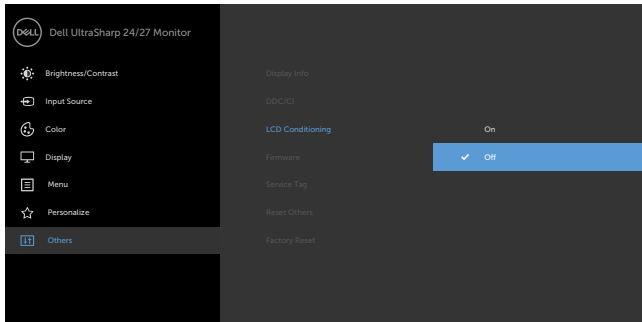 DELL Dell UltraSharp 24/27 Monitor
Brightness/Contrast Display Info
Input Source DDC/CI
Color LCD Conditioning On
Display Firmware Off
Menu Service Tag
Personalize Reset Others
Others Factory Reset